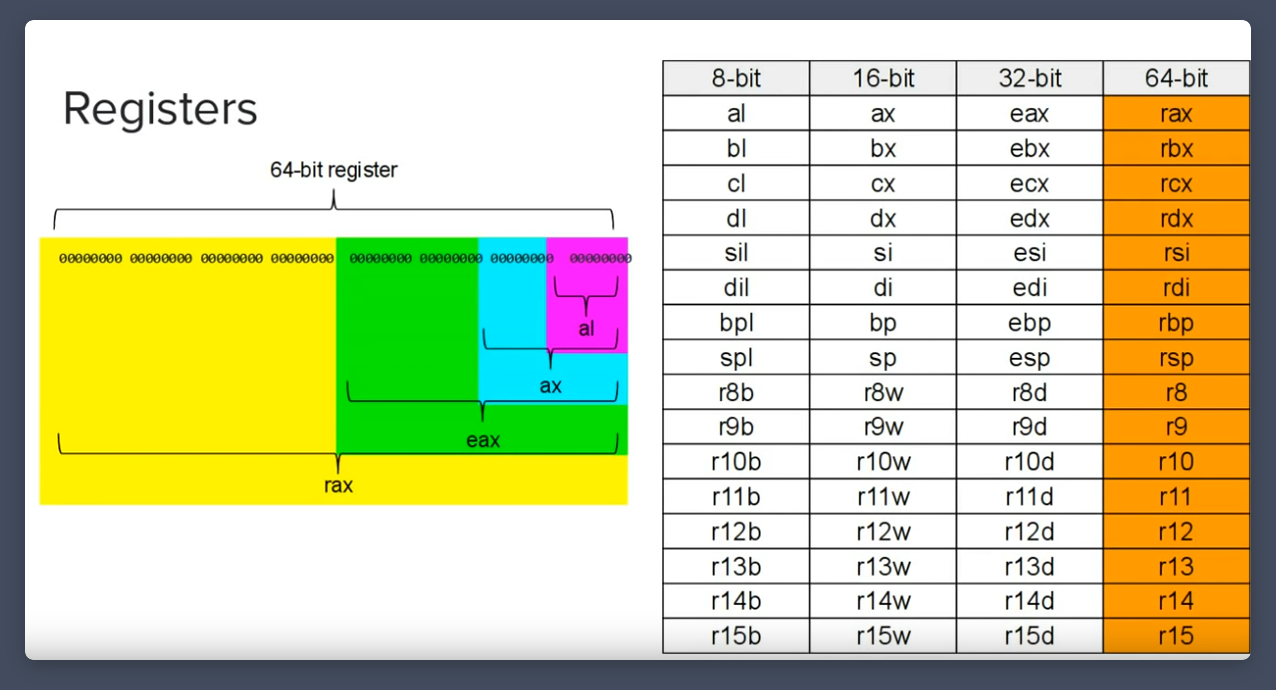 Registers
64-bit register
00000000 00000000 00000000 00000000 00000000 00000000 00000000 00000000
al
ax
eax
rax
8-bit 16-bit 32-bit 64-bit
al ax eax rax
bl bx ebx rbx
cl cx ecx rcx
dl dx edx rdx
sil si esi rsi
dil di edi rdi
bpl bp ebp rbp
spl sp esp rsp
r8b r8w r8d r8
r9b r9w r9d r9
r10b r10w r10d r10
r11b r11w r11d r11
r12b r12w r12d r12
r13b r13w r13d r13
r14b r14w r14d r14
r15b r15w r15d r15